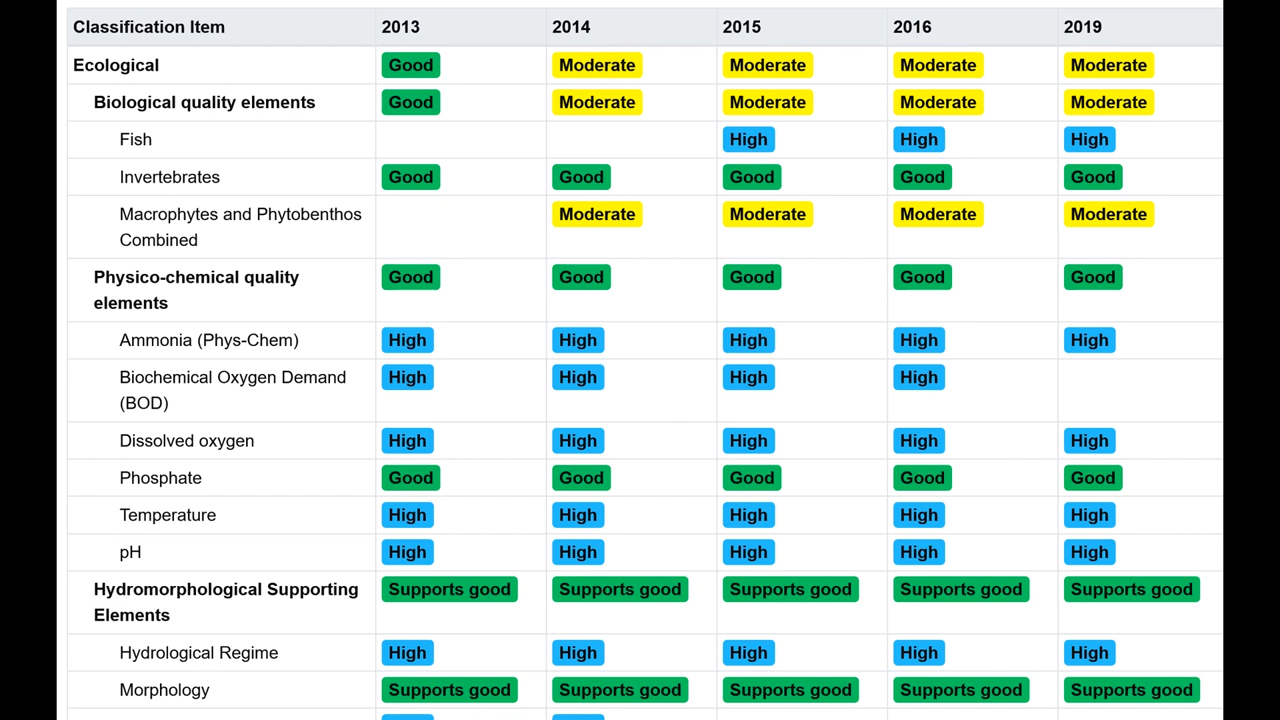 Classification Item 2013 2014 2015 2016 2019
Ecological Good Moderate Moderate Moderate Moderate
Biological quality elements Good Moderate Moderate Moderate Moderate
Fish High High High
Invertebrates Good Good Good Good Good
Macrophytes and Phytobenthos Moderate Moderate Moderate Moderate
Combined
Physico-chemical quality Good Good Good Good Good
elements
Ammonia (Phys-Chem) High High High High High
Biochemical Oxygen Demand High High High High
(BOD)
Dissolved oxygen High High High High High
Phosphate Good Good Good Good Good
Temperature High High High High High
pH High High High High High
Hydromorphological Supporting Supports good Supports good Supports good Supports good Supports good
Elements
Hydrological Regime High High High High High
Morphology Supports good Supports good Supports good Supports good Supports good